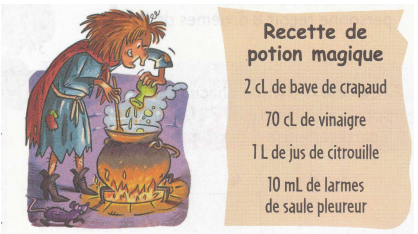 Recette de
potion magique
2 cL de bave de crapaud
70 cL de vinaigre
1 L de jus de citrouille
10 mL de larmes
de saule pleureur